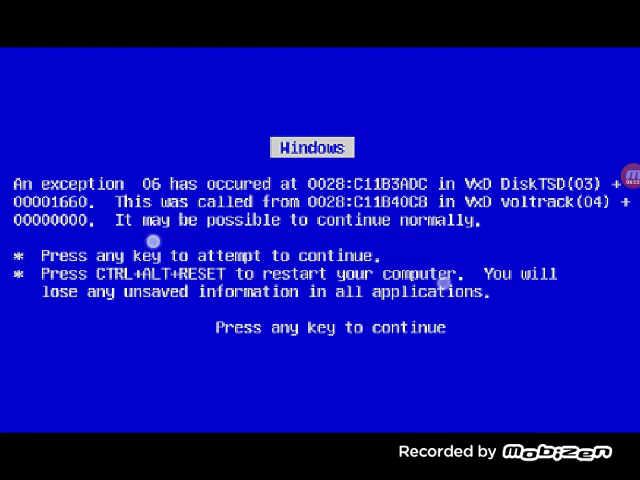 Windows
An exception 06 has occured at 0028:C11B3ADC in VxD DiskTSD(03) +
00001660. This was called from 0028:C11B40C8 in VxD voltrack(04) +
00000000. It may be possible to continue normally.
* Press any key to attempt to continue.
* Press CTRL+ALT+RESET to restart your computer. You will
lose any unsaved information in all applications.
Press any key to continue
Recorded by mobizen